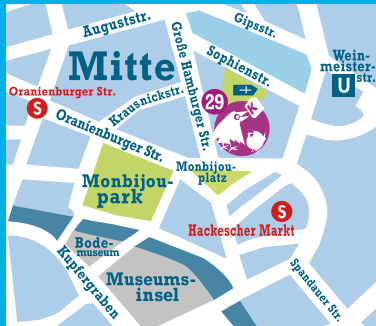 Auguststr.
Gipsstr.
Große Hamburger Str.
Sophienstr.
Mitte
Wein-
meister-
str.
U
Oranienburger Str.
S
Krausnickstr.
29
K
Oranienburger Str.
Monbijou-
platz
Monbijou-
park
S
Hackescher Markt
Bode-
museum
Kupfergraben
Museums-
insel
Spandauer Str.